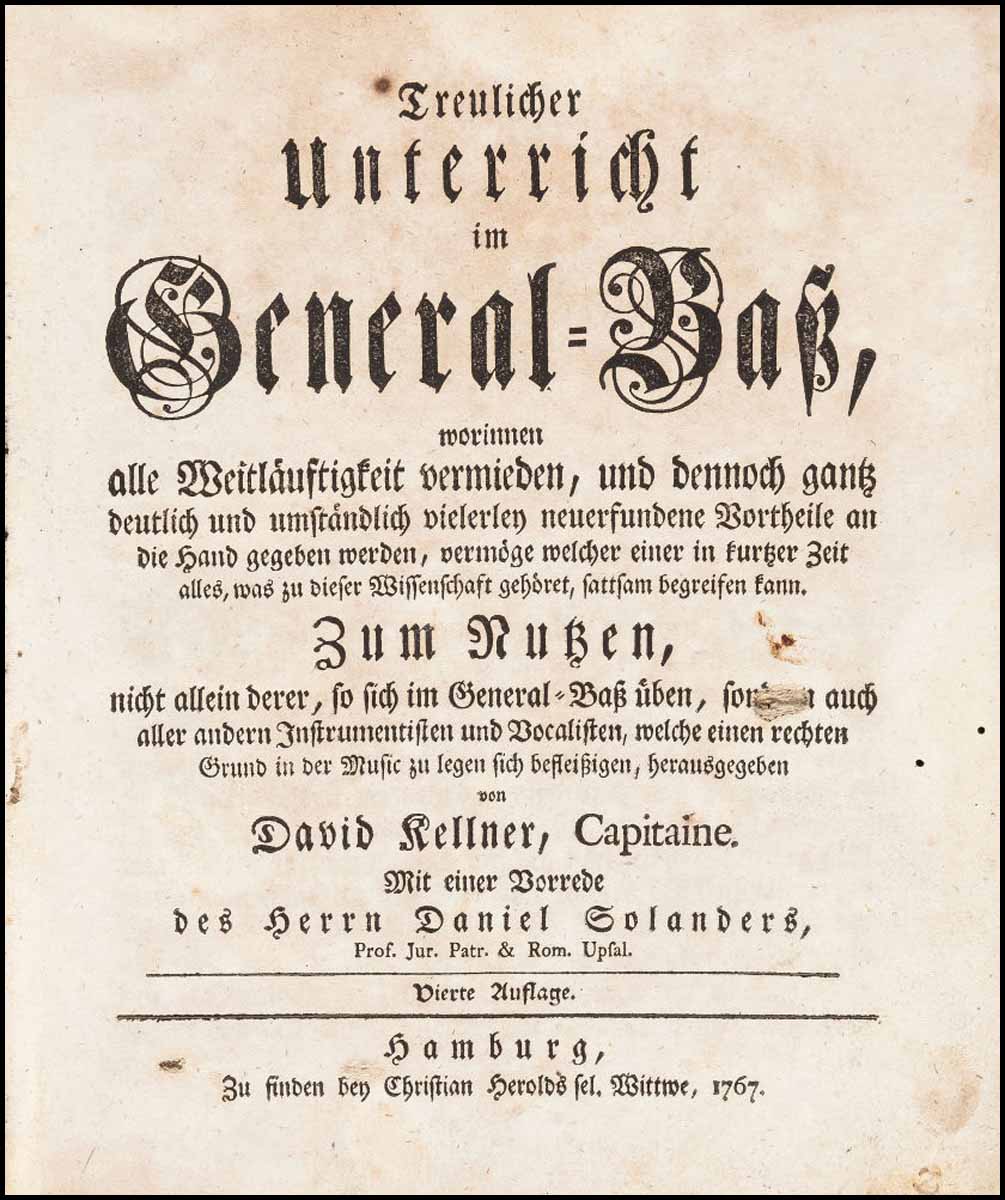 Treulicher
Unterricht
im
General-Baß,
worinnen
alle Weitläuftigkeit vermieden, und dennoch gantz
deutlich und umständlich vielerley neuerfundene Vortheile an
die Hand gegeben werden, vermöge welcher einer in kurtzer Zeit
alles, was zu dieser Wissenschaft gehöret, sattsam begreifen kann.
Zum Nutzen,
nicht allein derer, so sich im General-Baß üben, auch
aller andern Instrumentisten und Vocalisten, welche einen rechten
Grund in der Music zu legen sich befleißigen, herausgegeben
von
David Kellner, Capitaine.
Mit einer Vorrede
des Herrn Daniel Solanders,
Prof. Jur. Patr. & Rom. Upsal.
Vierte Auflage.
Hamburg,
Zu finden bey Christian Herolds sel. Wittwe, 1767.